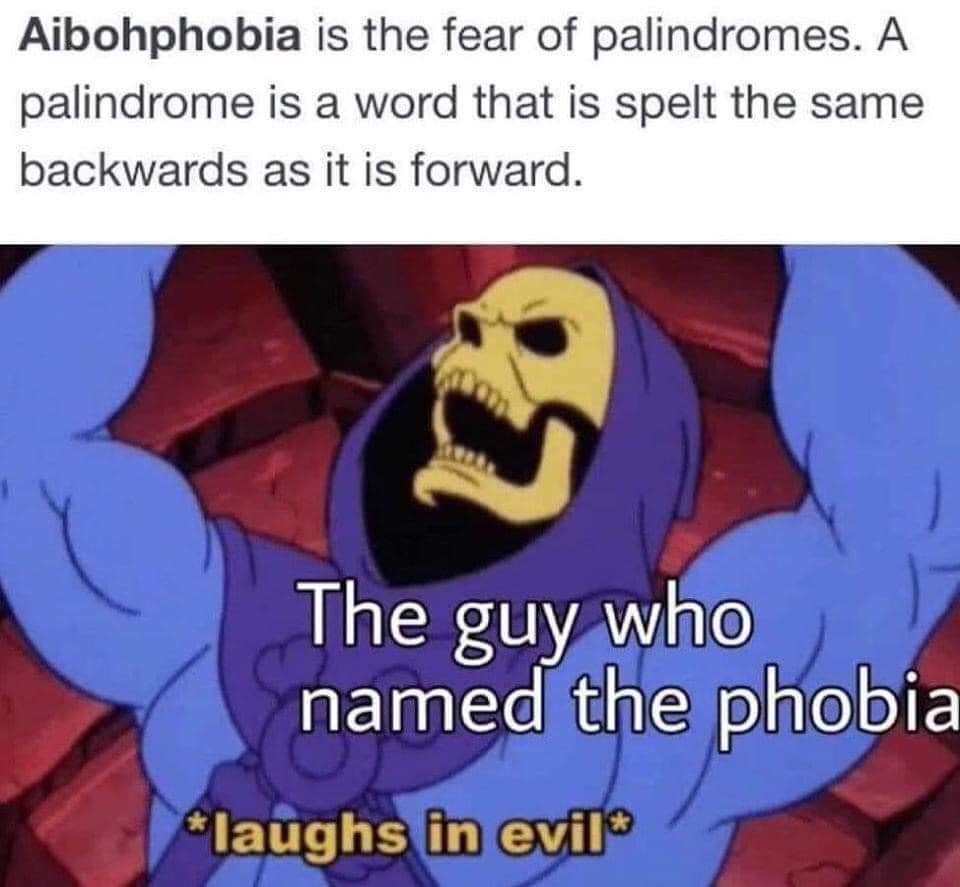 Aibohphobia is the fear of palindromes. A
palindrome is a word that is spelt the same
backwards as it is forward.
The guy who
named the phobia
*laughs in evil*